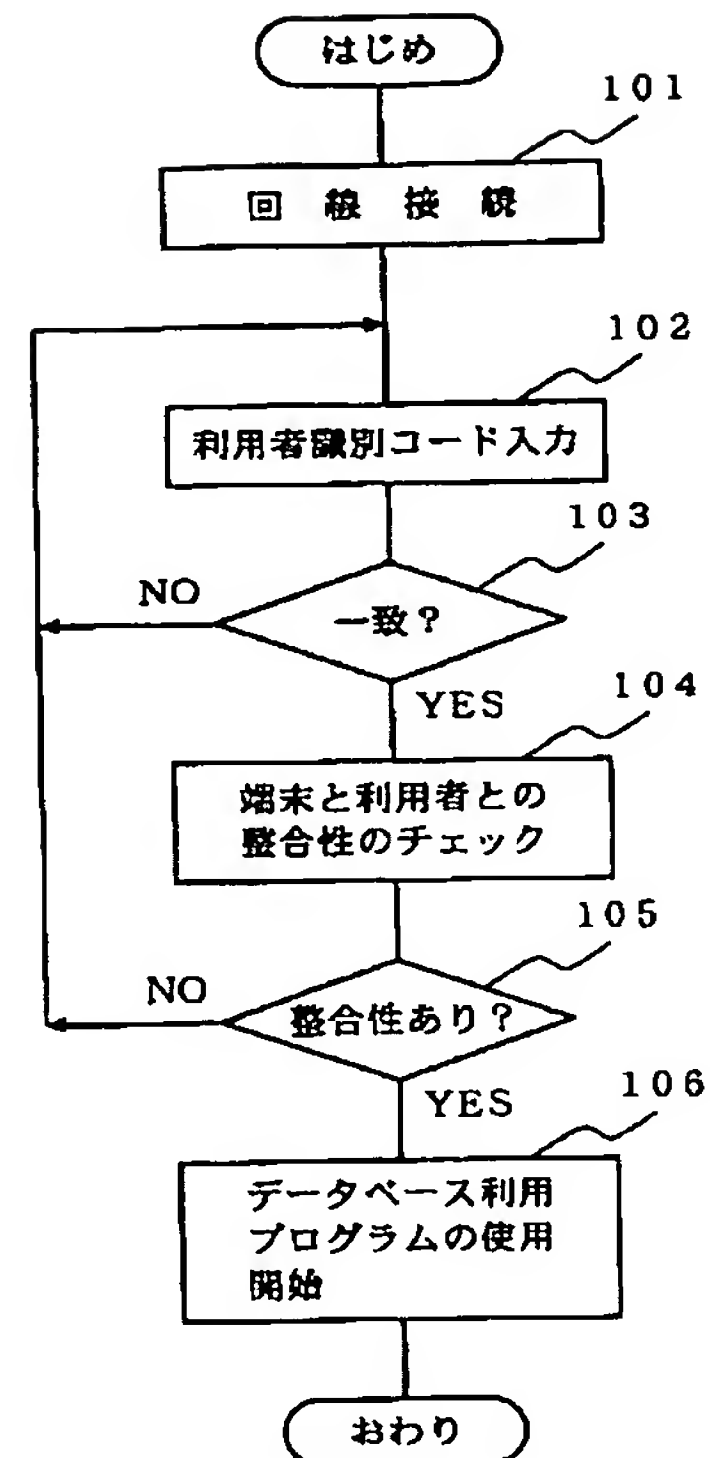 はじめ
101
回線接続
102
利用者識別コード入力
103
NO
一致?
YES
104
端末と利用者との
整合性のチェック
105
NO
整合性あり?
YES
106
データベース利用
プログラムの使用
開始
おわり